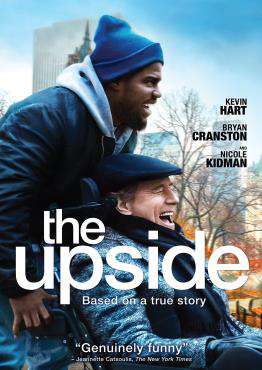 KEVIN
HART
BRYAN
CRANSTON
AND
NICOLE
KIDMAN
the
upside
Based on a true story
“Genuinely funny”
– Jeannette Catsoulis, The New York Times